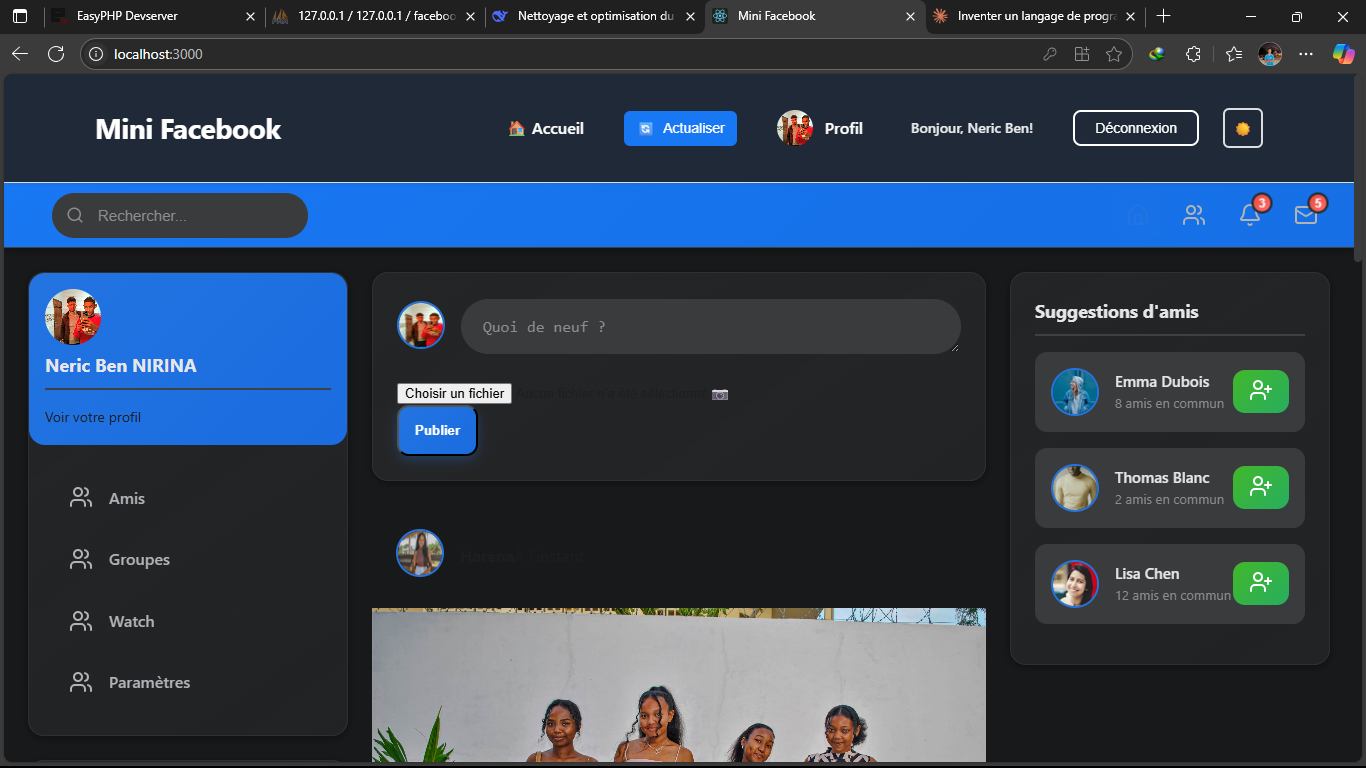 EasyPHP Devserver
127.0.0.1 / 127.0.0.1 / faceboo
Nettoyage et optimisation du
Mini Facebook
Inventer un langage de progra
localhost:3000
Mini Facebook
Accueil
Actualiser
Profil
Bonjour, Neric Ben!
Déconnexion
Rechercher...
3
5
Neric Ben NIRINA
Voir votre profil
Amis
Groupes
Watch
Paramètres
Quoi de neuf ?
Choisir un fichier
Publier
Suggestions d'amis
Emma Dubois
8 amis en commun
Thomas Blanc
2 amis en commun
Lisa Chen
12 amis en commun